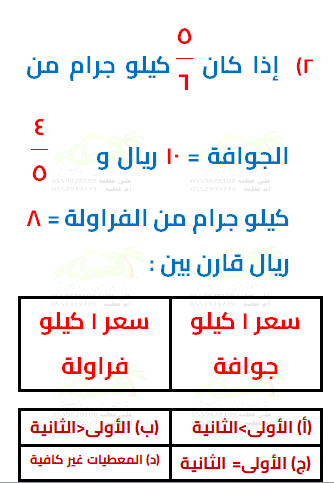 ٢) إذا كان ٥/٦ كيلو جرام من
الجوافة = ١٠ ريال و ٤/٥
كيلو جرام من الفراولة = ٨
ريال قارن بين :
سعر ١ كيلو جوافة
سعر ١ كيلو فراولة
(أ) الأولى>الثانية
(ب) الأولى<الثانية
(ج) الأولى= الثانية
(د) المعطيات غير كافية